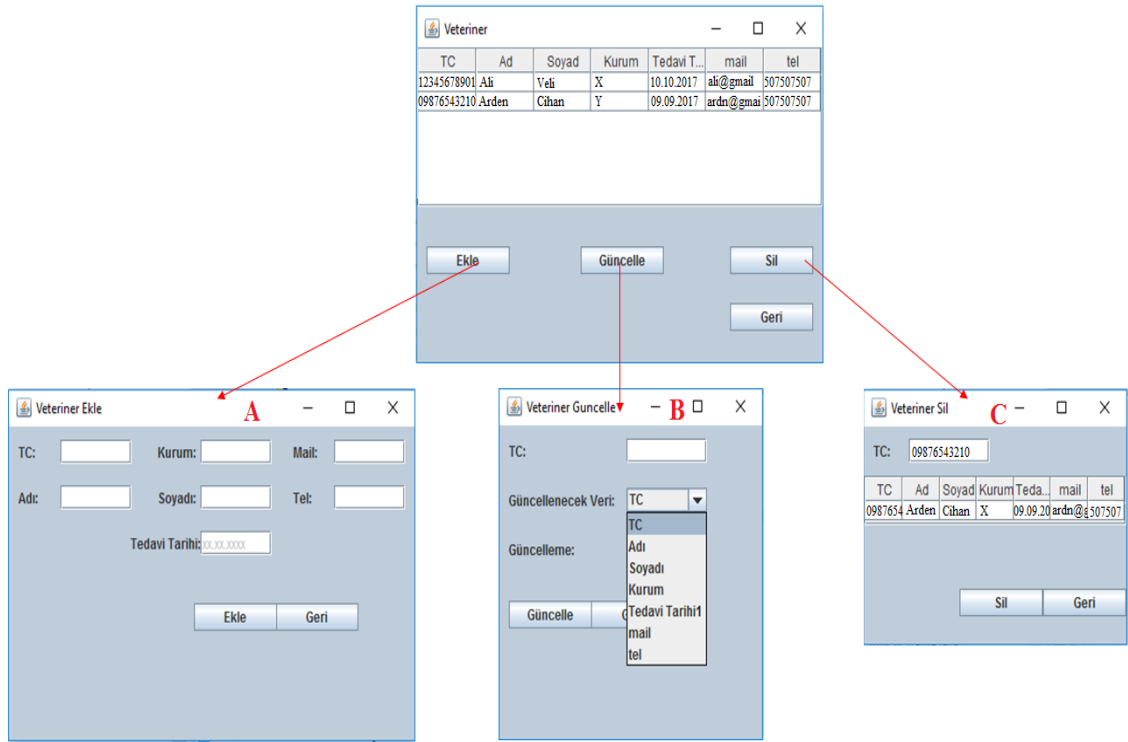 Veteriner
TC Ad Soyad Kurum Tedavi T... mail tel
12345678901 Ali Veli X 10.10.2017 ali@gmail 507507507
09876543210 Arden Cihan Y 09.09.2017 ardn@gmai 507507507
Ekle Güncelle Sil
Geri
Veteriner Ekle A
TC: Kurum: Mail:
Adı: Soyadı: Tel:
Tedavi Tarihi: xx.xx.xxxx
Ekle Geri
Veteriner Guncelle B
TC:
Güncellenecek Veri: TC
TC
Adı
Güncelleme:
Soyadı
Kurum
Güncelle G Tedavi Tarihi1
mail
tel
Veteriner Sil C
TC: 09876543210
TC Ad Soyad Kurum Teda... mail tel
0987654 Arden Cihan X 09.09.20 ardn@g 507507
Sil Geri